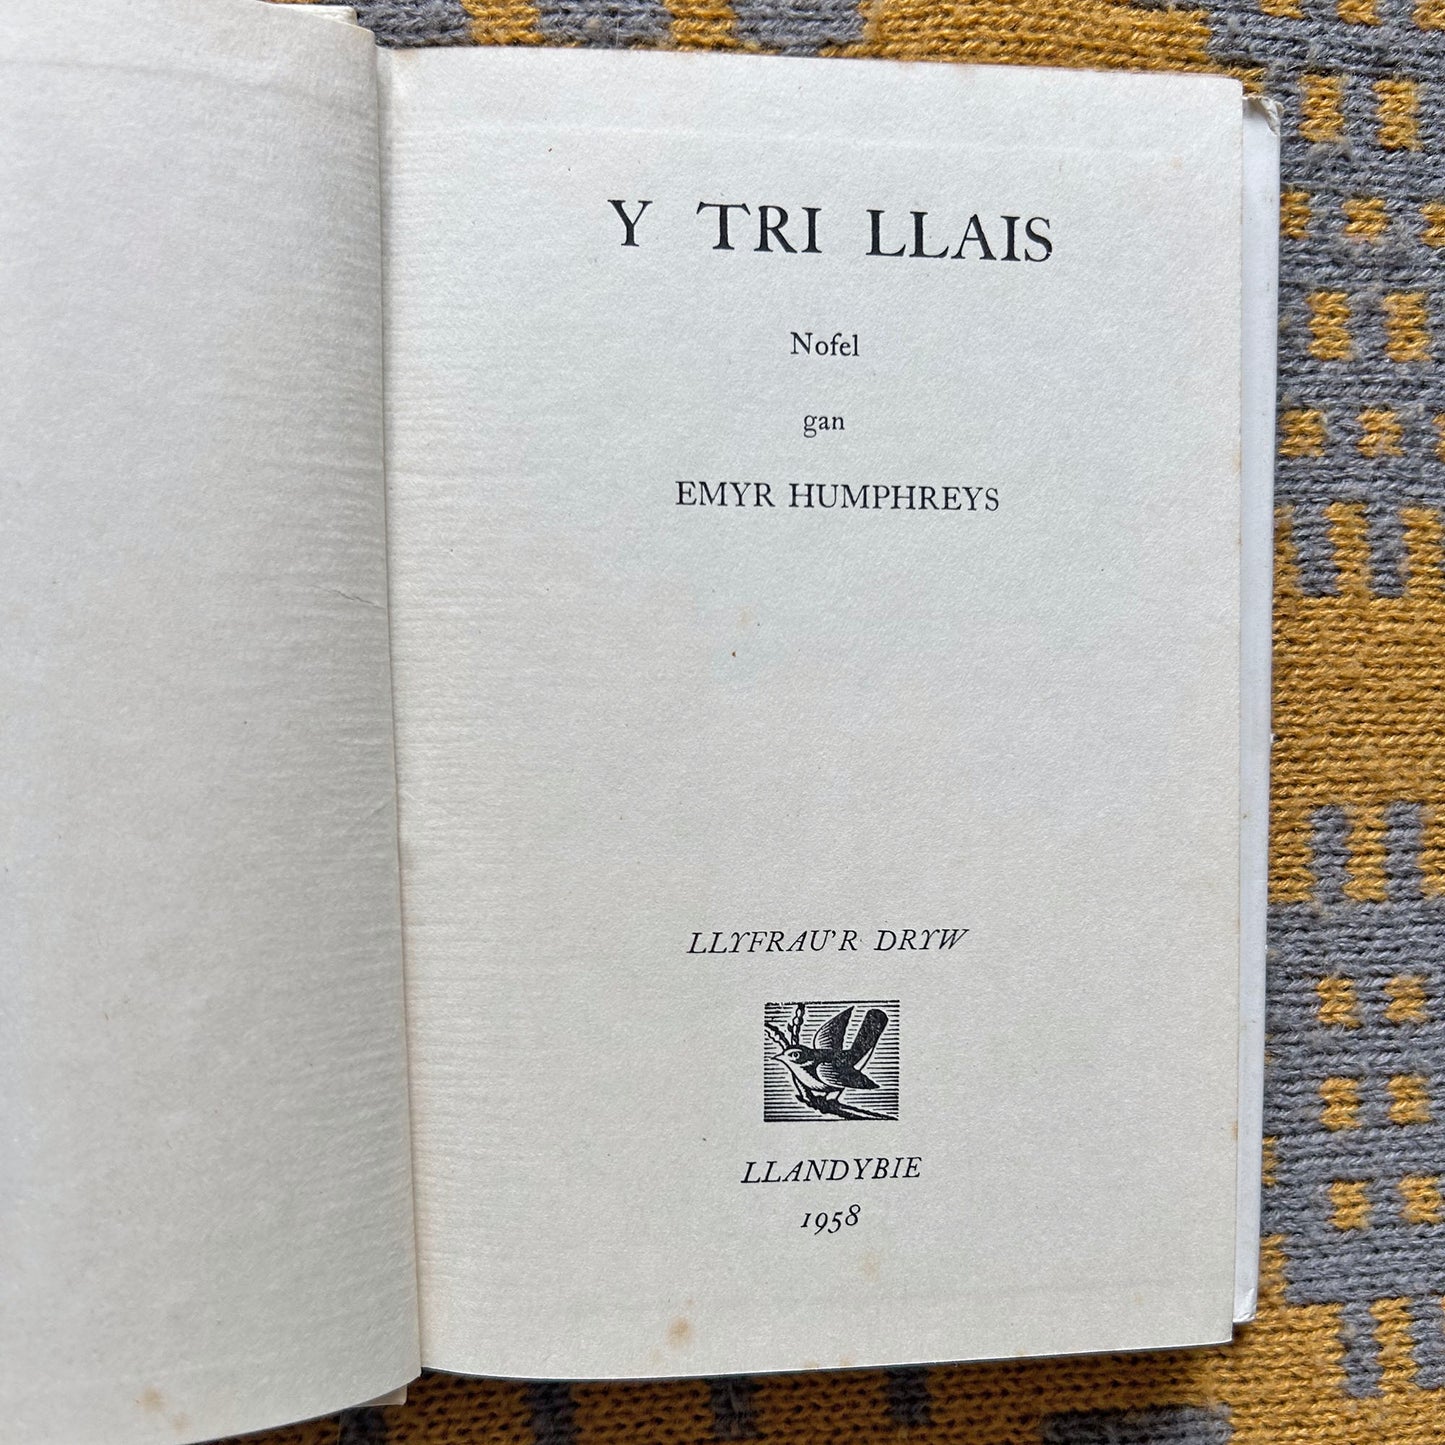 Y TRI LLAIS
Nofel
gan
EMYR HUMPHREYS
LLYFRAU'R DRYW
LLANDYBIE
1958